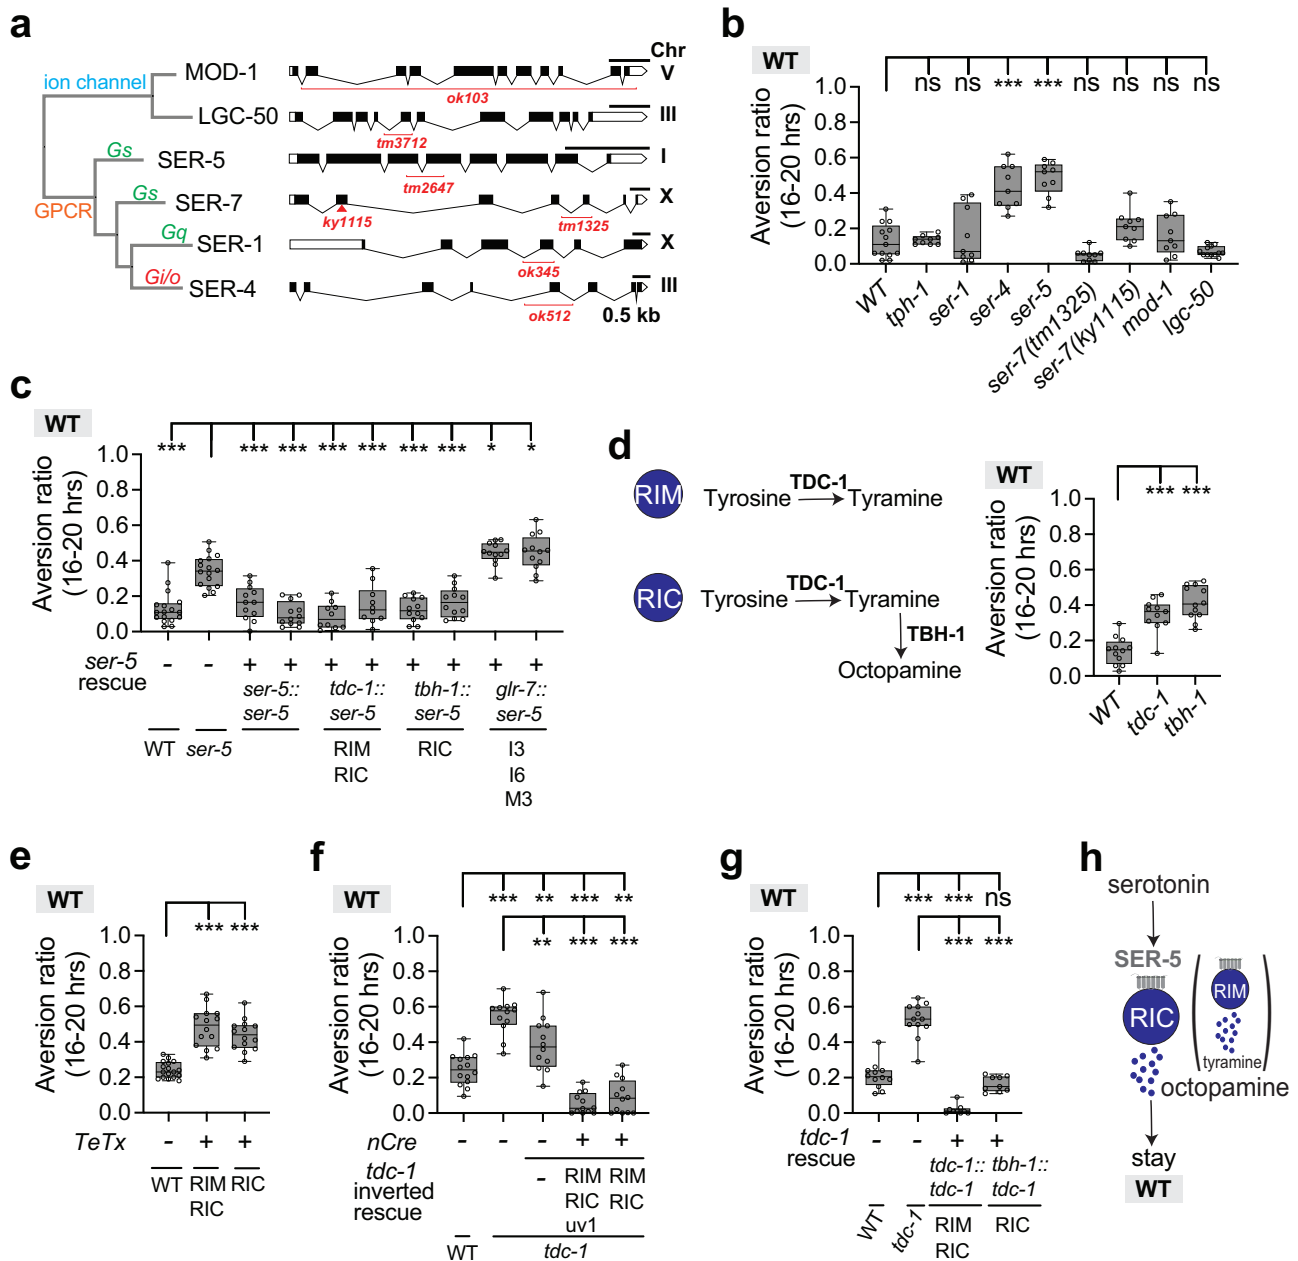 a
Chr
ion channel
MOD-1
V
ok103
LGC-50
III
tm3712
Gs
SER-5
I
tm2647
Gs
SER-7
X
GPCR
ky1115
tm1325
Gq
SER-1
X
ok345
Gi/o
SER-4
III
ok512
0.5 kb
b
WT
ns ns *** *** ns ns ns ns
Aversion ratio
(16-20 hrs)
1.0
0.8
0.6
0.4
0.2
0.0
WT
tph-1
ser-1
ser-4
ser-5
ser-7(tm1325)
ser-7(ky1115)
mod-1
lgc-50
c
WT
*** *** *** *** *** *** *** * *
Aversion ratio
(16-20 hrs)
1.0
0.8
0.6
0.4
0.2
0.0
ser-5
rescue
- - + + + + + + + +
ser-5:: tdc-1:: tbh-1:: glr-7::
ser-5 ser-5 ser-5 ser-5
WT ser-5 RIM RIC I3
RIC I6
M3
d
RIM
Tyrosine TDC-1 Tyramine
RIC
Tyrosine TDC-1 Tyramine
TBH-1
Octopamine
WT
*** ***
Aversion ratio
(16-20 hrs)
1.0
0.8
0.6
0.4
0.2
0.0
WT
tdc-1
tbh-1
e
WT
*** ***
Aversion ratio
(16-20 hrs)
1.0
0.8
0.6
0.4
0.2
0.0
TeTx - + +
WT RIM RIC
RIC
f
WT
*** ** *** **
** *** ***
Aversion ratio
(16-20 hrs)
1.0
0.8
0.6
0.4
0.2
0.0
nCre - - - + +
tdc-1
inverted
rescue
- RIM RIM
RIC RIC
uv1
WT tdc-1
g
WT
*** *** ns
*** ***
Aversion ratio
(16-20 hrs)
1.0
0.8
0.6
0.4
0.2
0.0
tdc-1
rescue
- - + +
tdc-1:: tbh-1::
tdc-1 tdc-1
WT tdc-1 RIM RIC
RIC
h
serotonin
SER-5
RIC
RIM
tyramine
octopamine
stay
WT